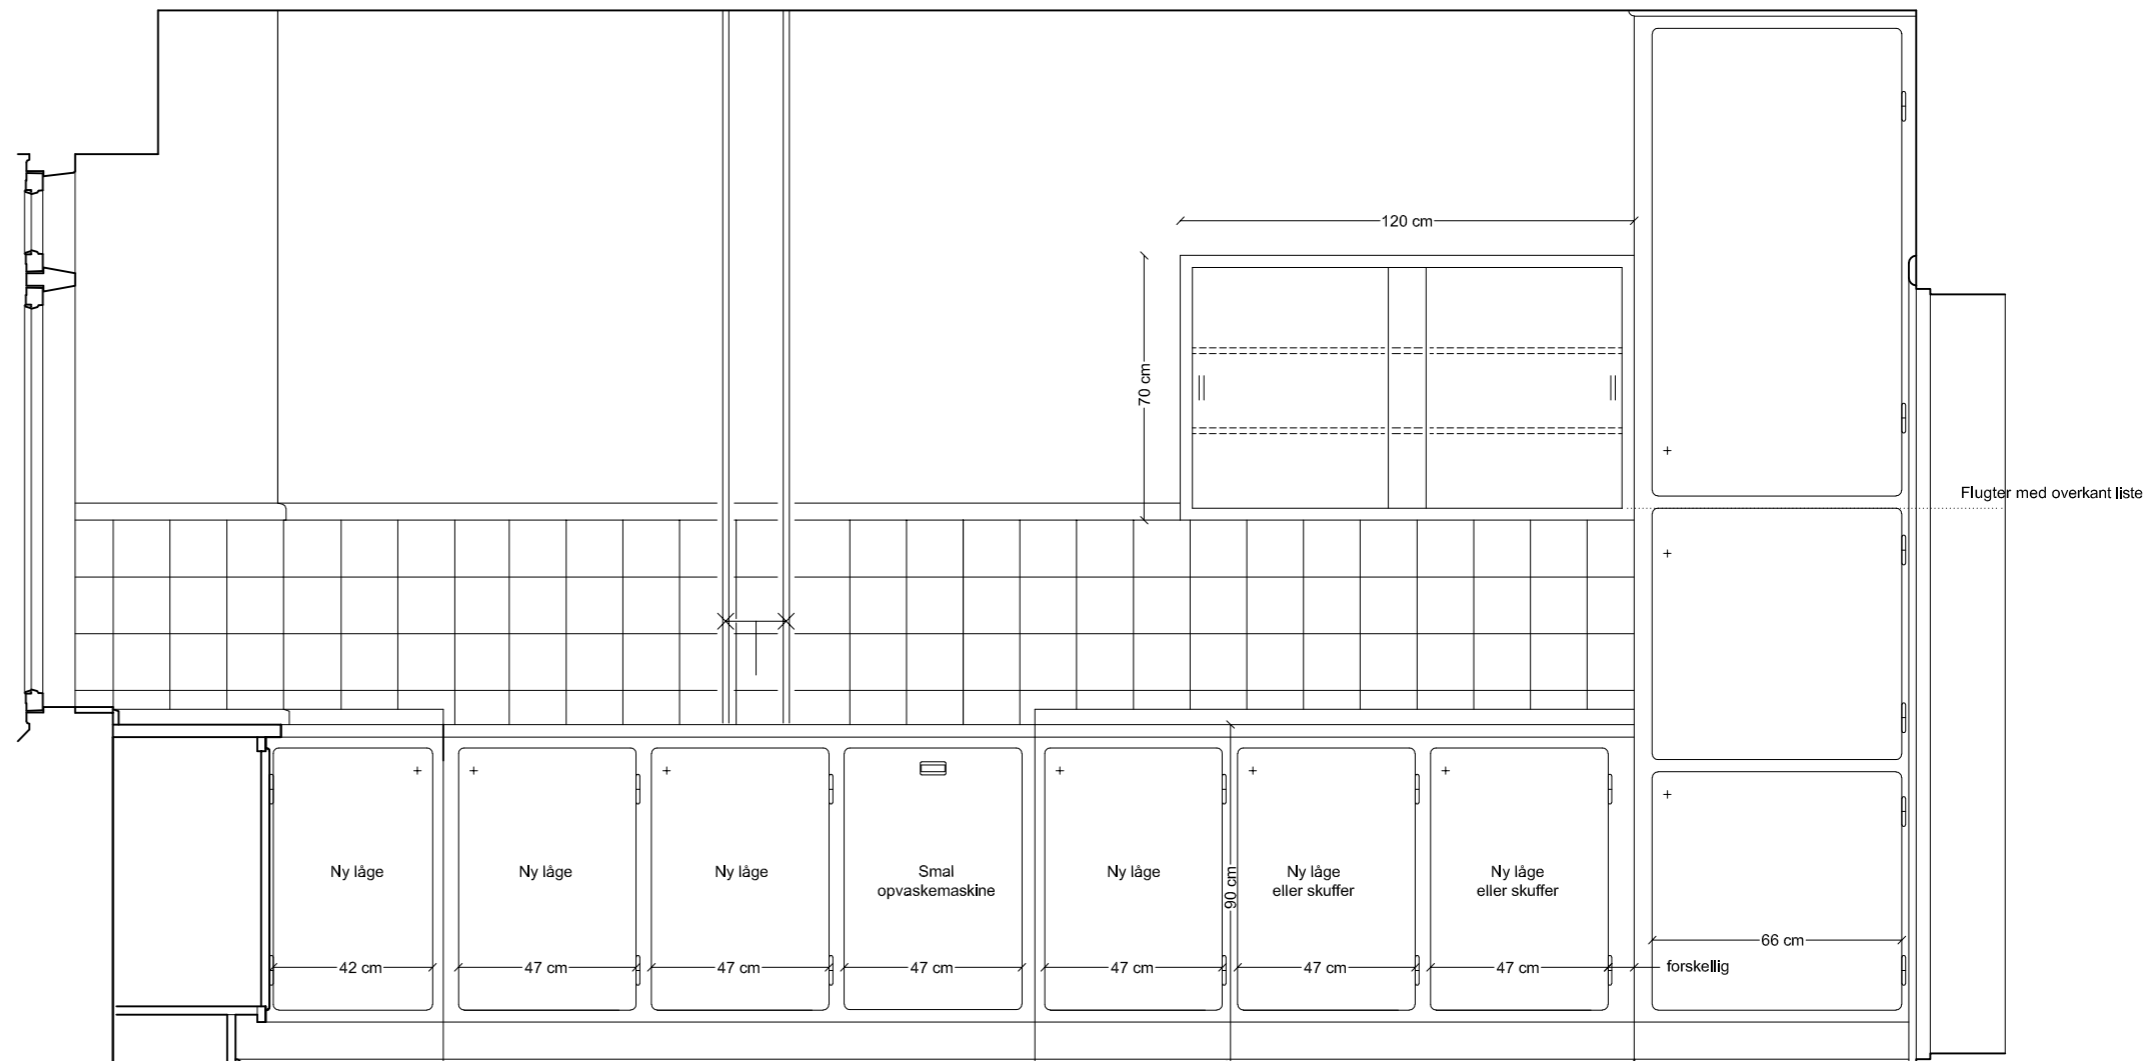 120 cm
70 cm
Flugter med overkant liste
Ny låge
Ny låge
Ny låge
Smal
opvaskemaskine
Ny låge
Ny låge
eller skuffer
Ny låge
eller skuffer
90 cm
66 cm
42 cm
47 cm
47 cm
47 cm
47 cm
47 cm
47 cm
forskellig